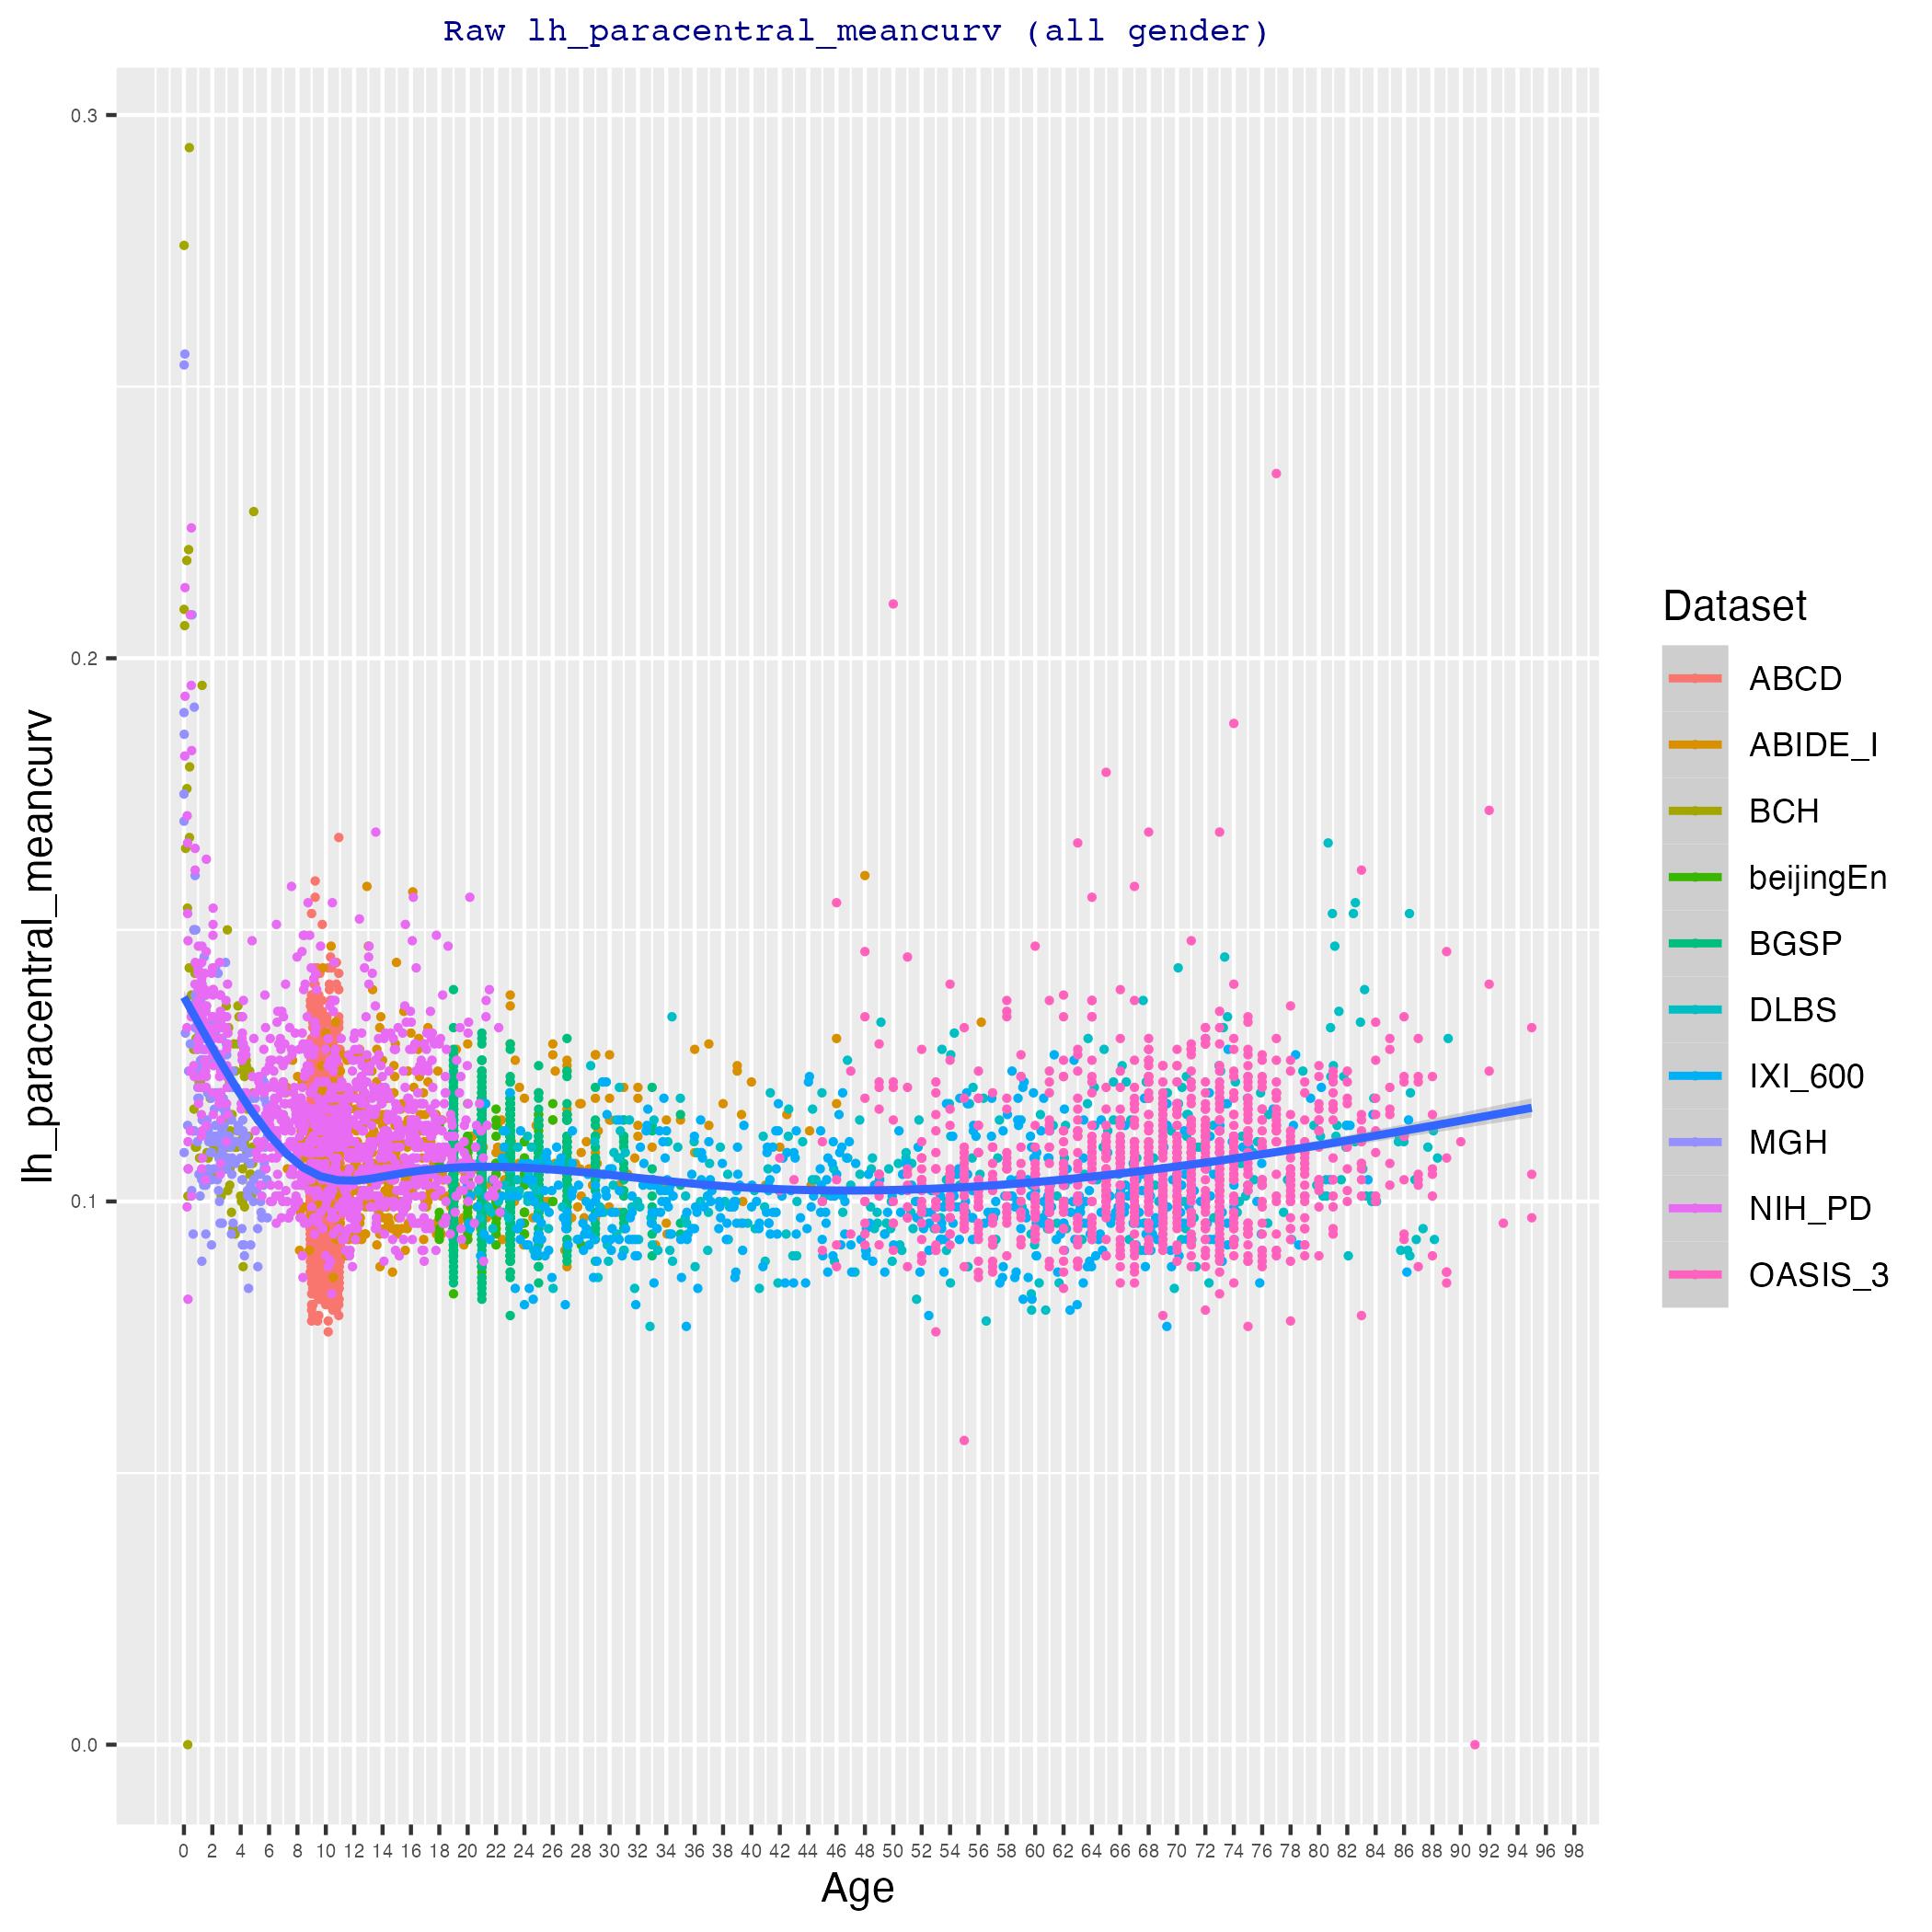 Raw lh_paracentral_meancurv (all gender)
0.3
0.2
0.1
0.0
lh_paracentral_meancurv
0 2 4 6 8 10 12 14 16 18 20 22 24 26 28 30 32 34 36 38 40 42 44 46 48 50 52 54 56 58 60 62 64 66 68 70 72 74 76 78 80 82 84 86 88 90 92 94 96 98
Age
Dataset
ABCD
ABIDE_I
BCH
beijingEn
BGSP
DLBS
IXI_600
MGH
NIH_PD
OASIS_3